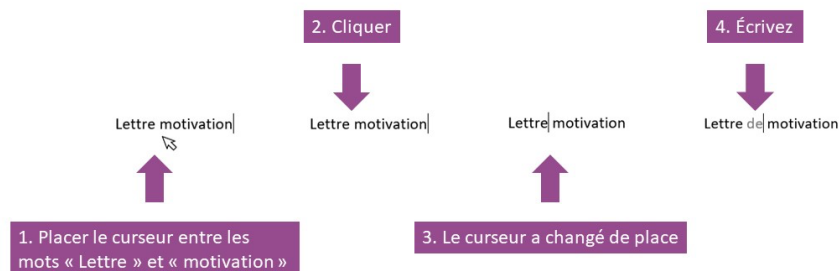 2. Cliquer
4. Écrivez
Lettre motivation
Lettre motivation
Lettre motivation
Lettre de motivation
1. Placer le curseur entre les
mots « Lettre » et « motivation »
3. Le curseur a changé de place